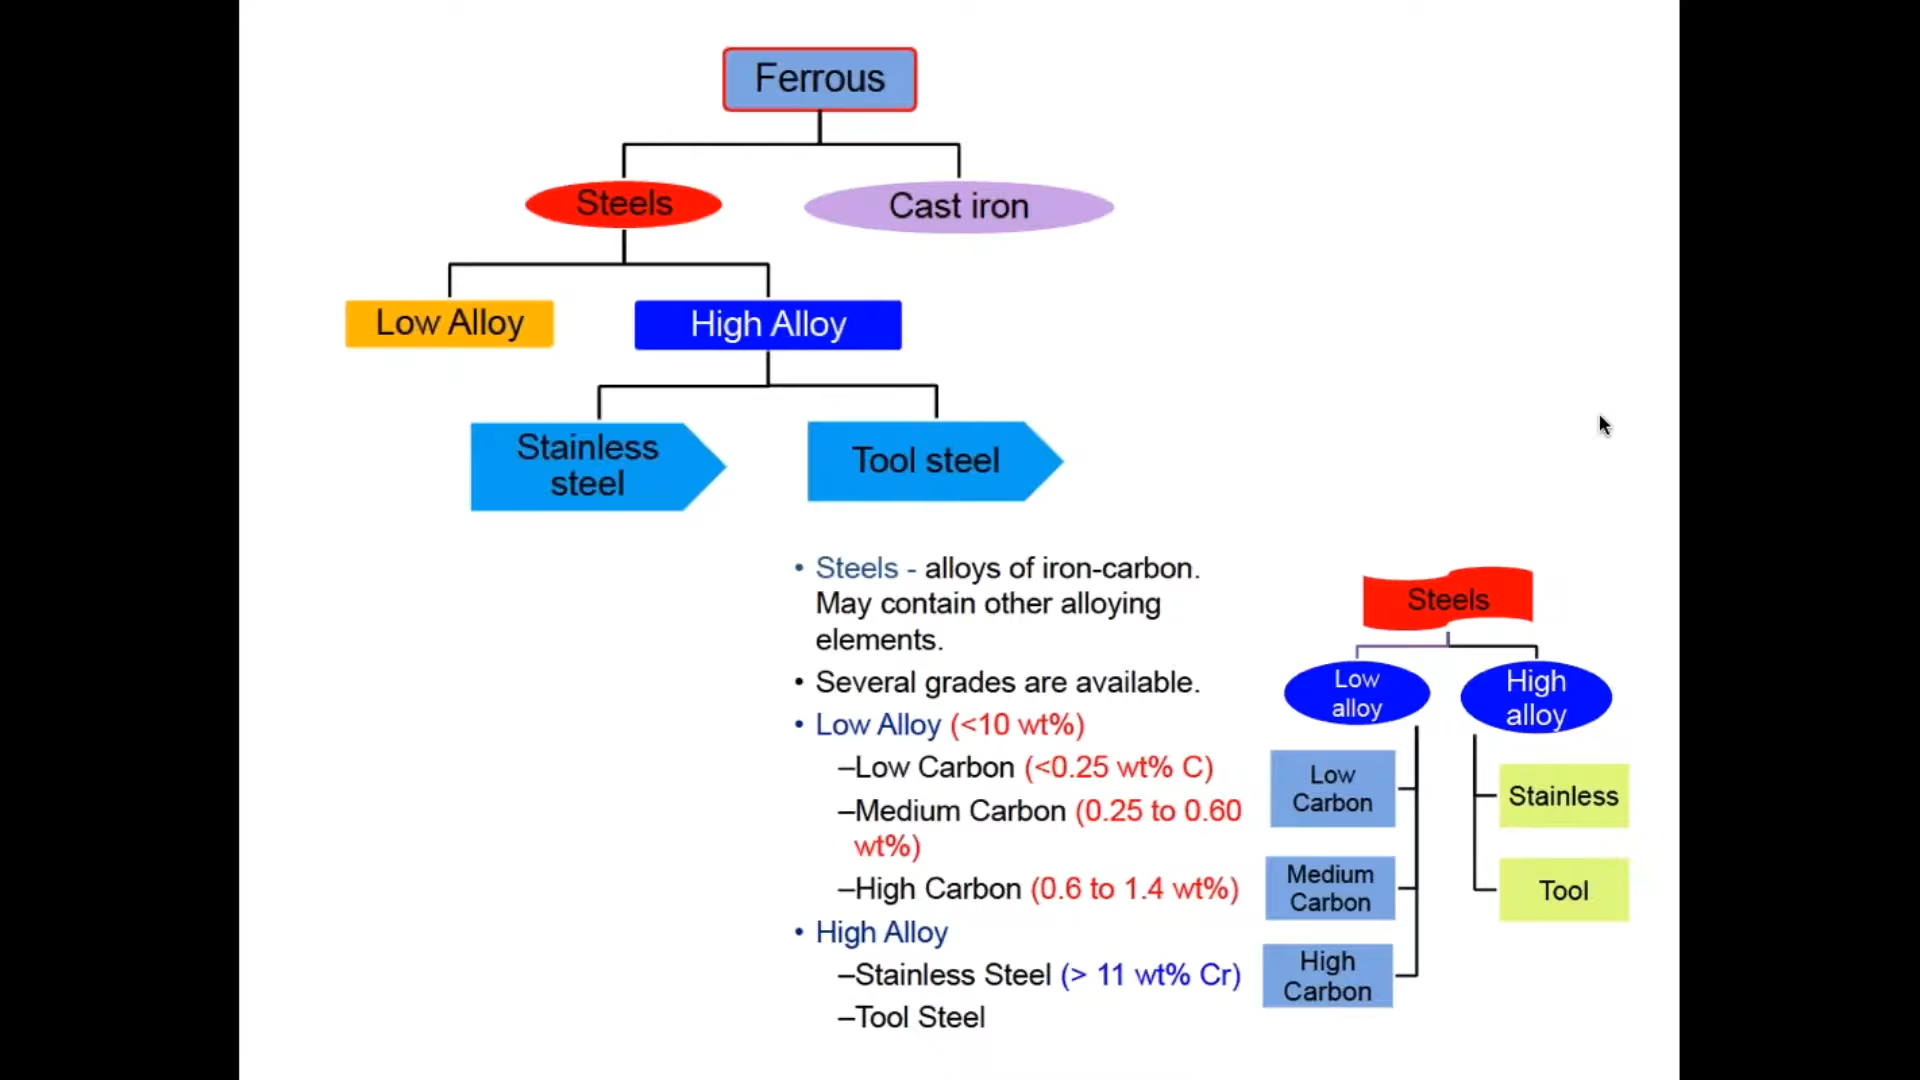 Ferrous
Steels
Cast iron
Low Alloy
High Alloy
Stainless
steel
Tool steel
• Steels - alloys of iron-carbon.
May contain other alloying
elements.
• Several grades are available.
• Low Alloy (<10 wt%)
–Low Carbon (<0.25 wt% C)
–Medium Carbon (0.25 to 0.60
wt%)
–High Carbon (0.6 to 1.4 wt%)
• High Alloy
–Stainless Steel (> 11 wt% Cr)
–Tool Steel
Steels
Low
alloy
High
alloy
Low
Carbon
Stainless
Medium
Carbon
Tool
High
Carbon